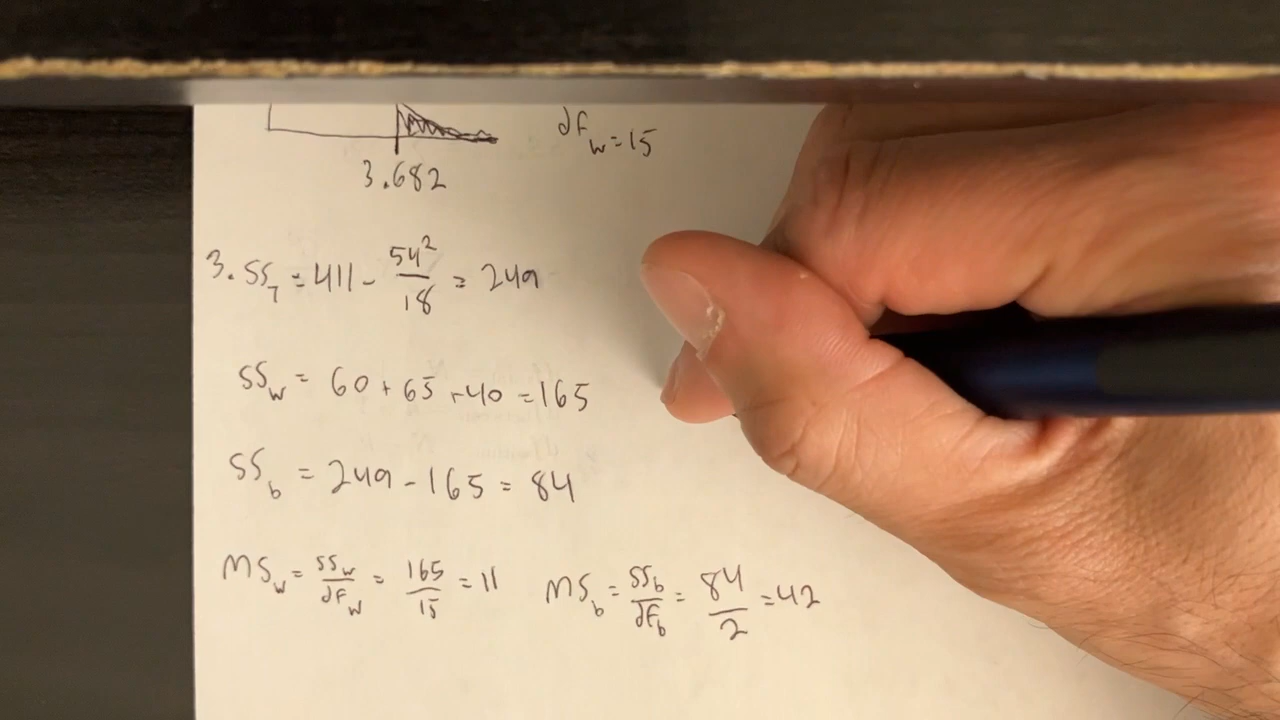 dF_w = 15
3.682
3. SS_T = 411 - 54²/18 = 249
SS_w = 60 + 65 + 40 = 165
SS_b = 249 - 165 = 84
MS_w = SS_w/dF_w = 165/15 = 11 MS_b = SS_b/dF_b = 84/2 = 42